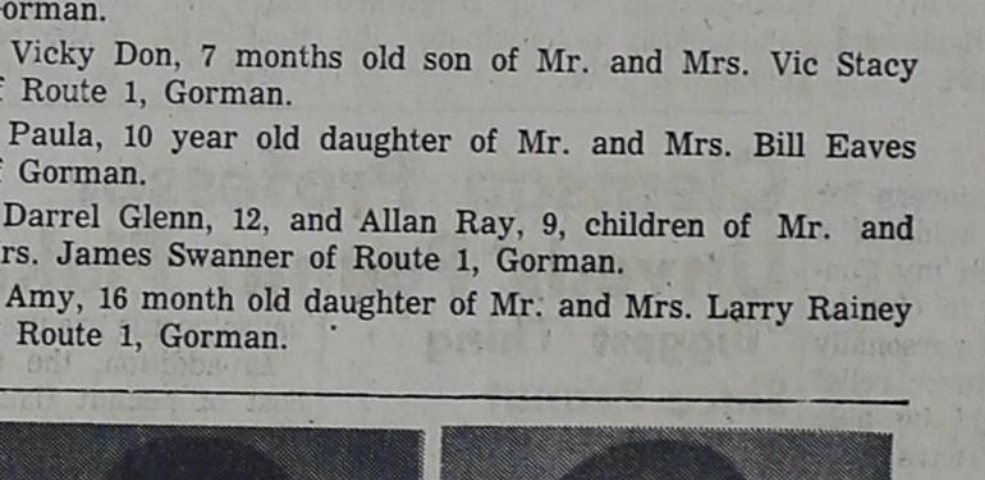 orman.
Vicky Don, 7 months old son of Mr. and Mrs. Vic Stacy
f Route 1, Gorman.
Paula, 10 year old daughter of Mr. and Mrs. Bill Eaves
f Gorman.
Darrel Glenn, 12, and Allan Ray, 9, children of Mr. and
rs. James Swanner of Route 1, Gorman.
Amy, 16 month old daughter of Mr. and Mrs. Larry Rainey
Route 1, Gorman.